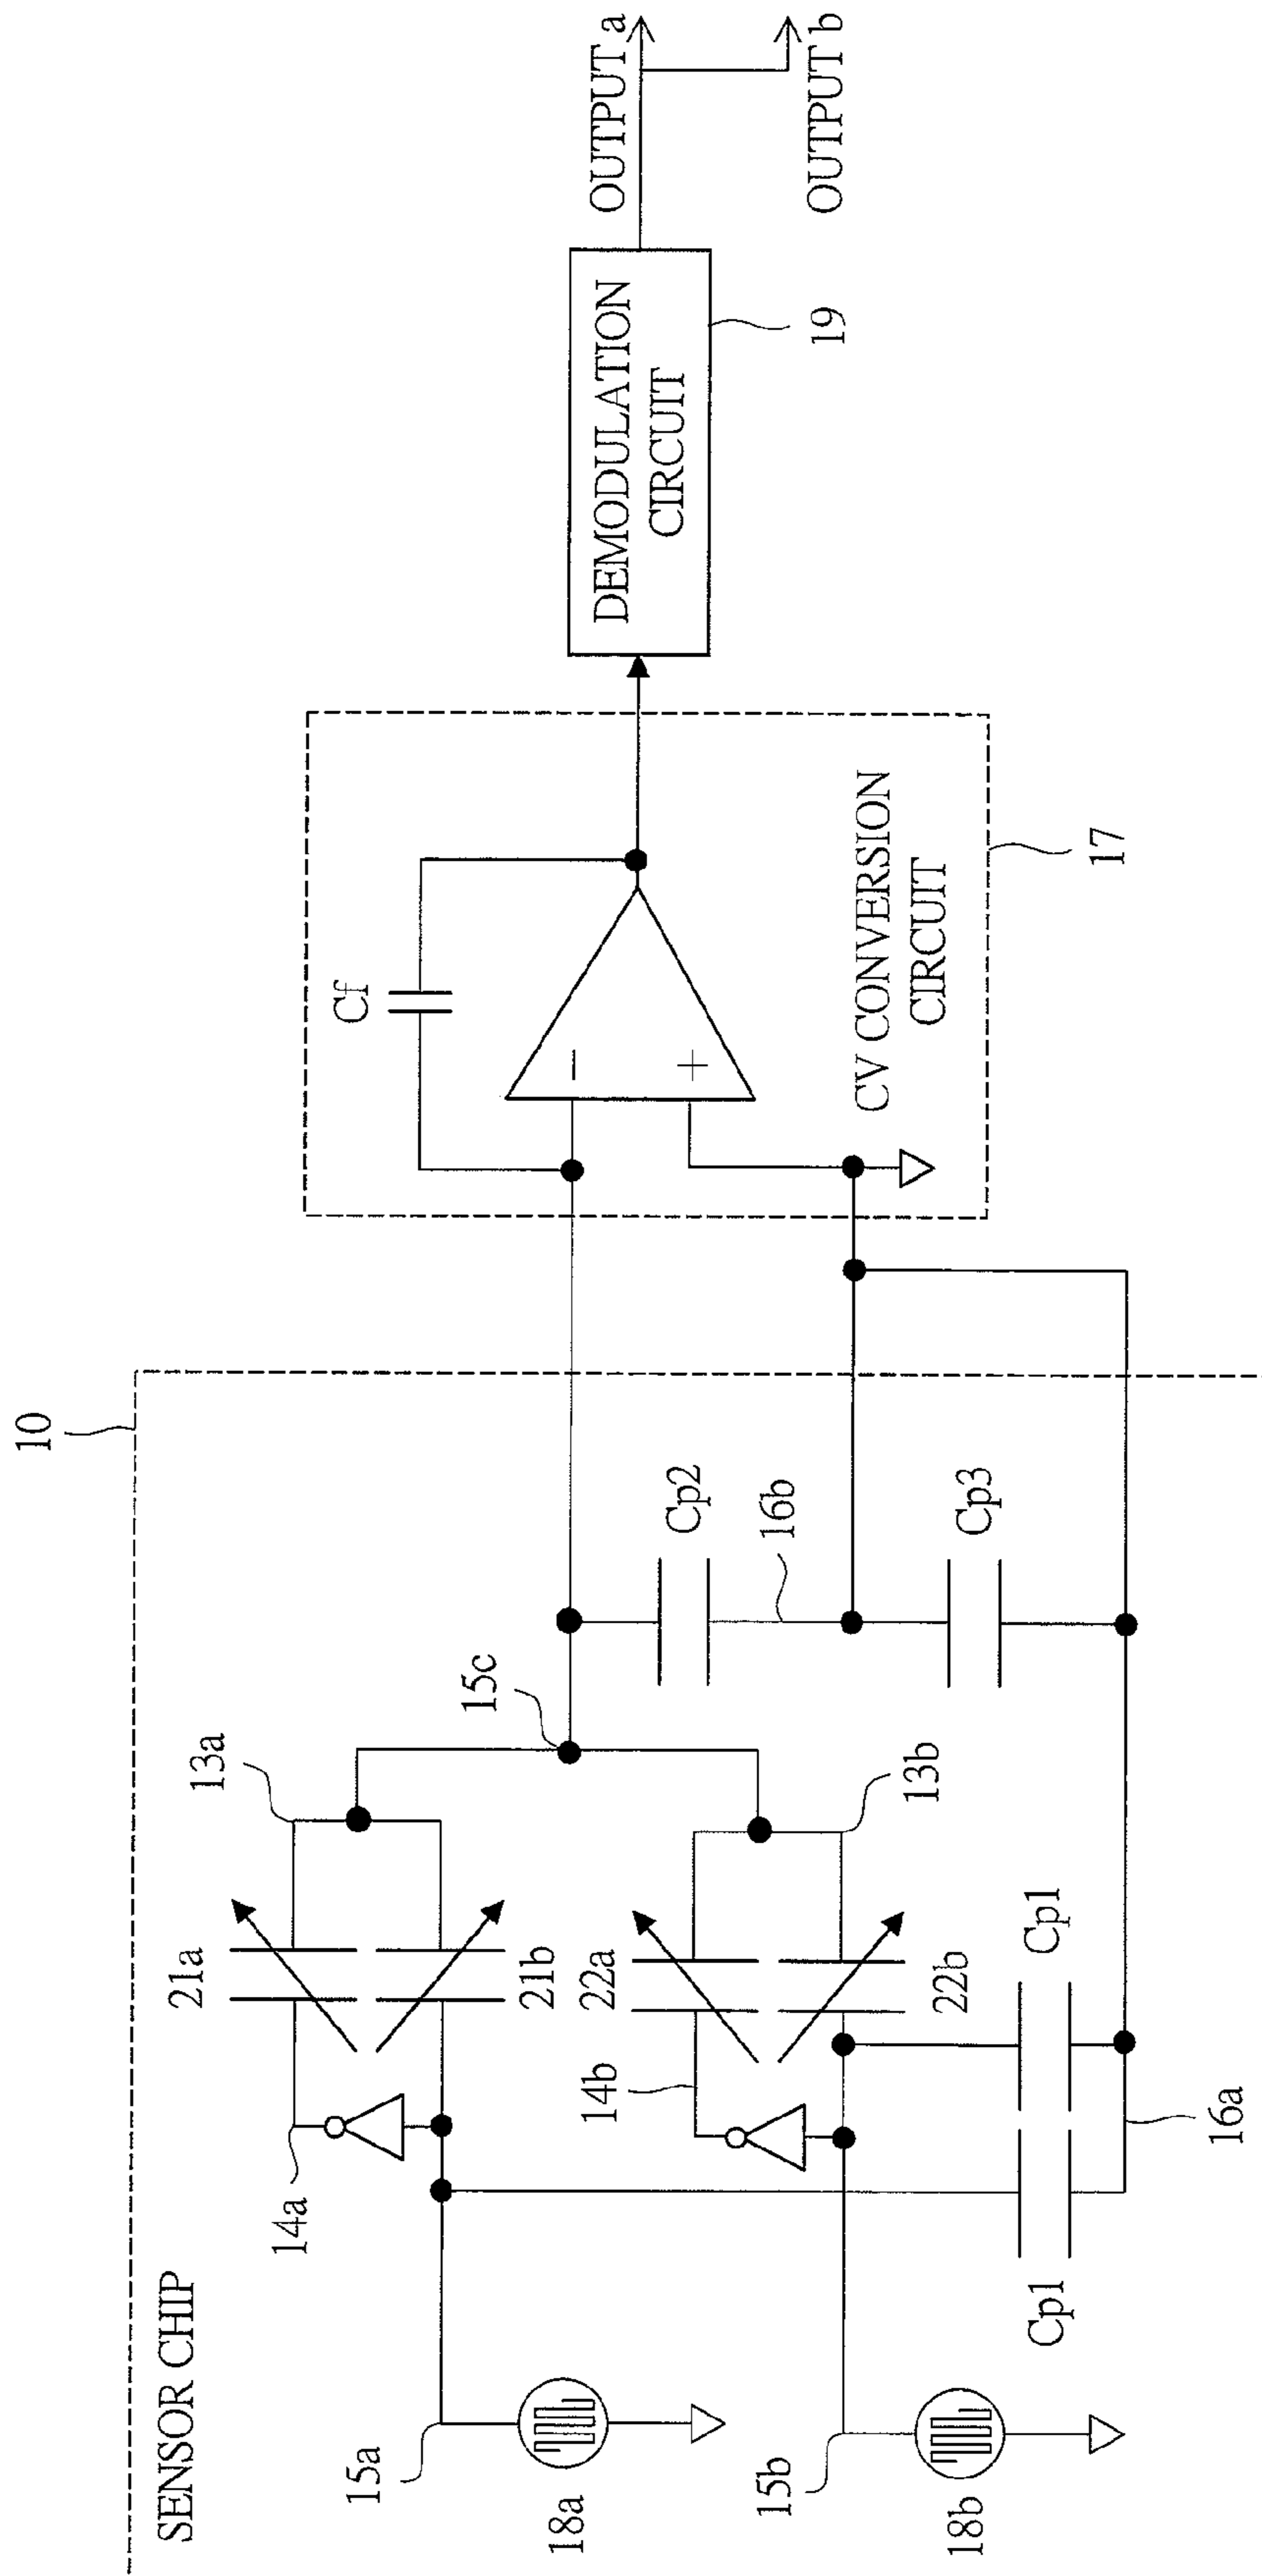 10
SENSOR CHIP
14a
21a
13a
15c
21b
15a
18a
14b
22a
13b
22b
15b
18b
Cp2
16b
Cp3
Cp1
Cp1
16a
Cf
−
+
CV CONVERSION
CIRCUIT
17
DEMODULATION
CIRCUIT
19
OUTPUT a
OUTPUT b